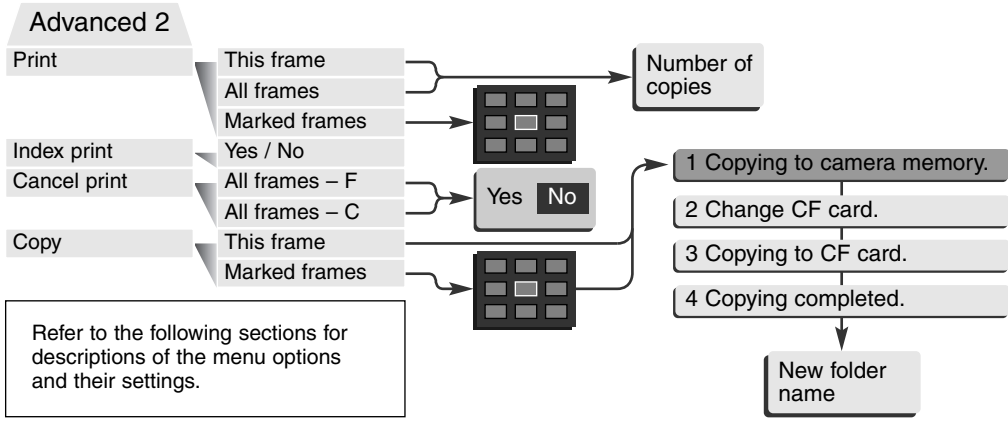 Advanced 2
Print
This frame
All frames
Marked frames
Number of
copies
Index print
Yes / No
Cancel print
All frames – F
All frames – C
Yes No
Copy
This frame
Marked frames
1 Copying to camera memory.
2 Change CF card.
3 Copying to CF card.
4 Copying completed.
New folder
name
Refer to the following sections for
descriptions of the menu options
and their settings.